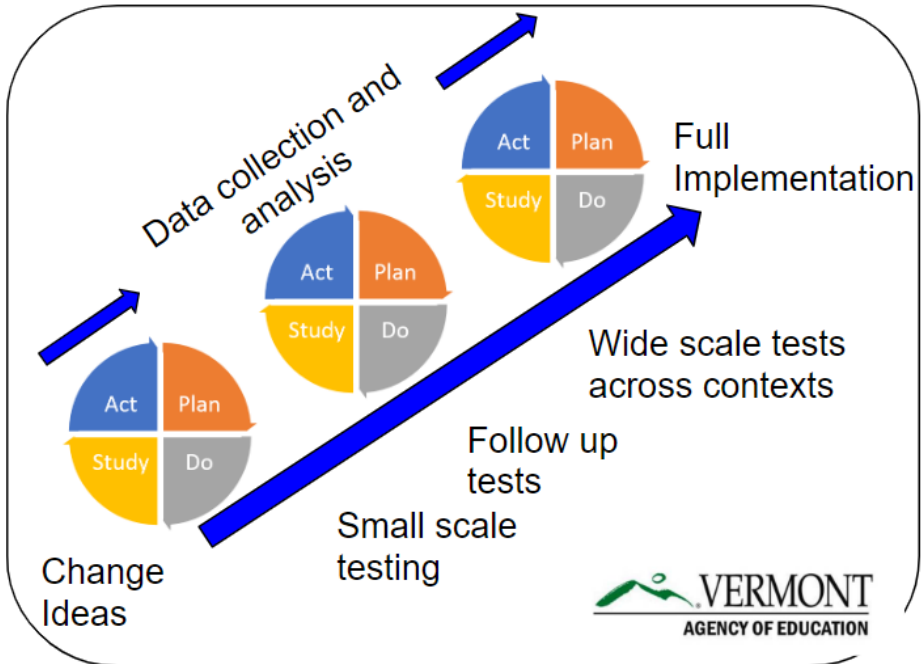 Data collection and
analysis
Act
Plan
Study
Do
Full
Implementation
Act
Plan
Study
Do
Act
Plan
Study
Do
Wide scale tests
across contexts
Follow up
tests
Small scale
testing
Change
Ideas
VERMONT
AGENCY OF EDUCATION